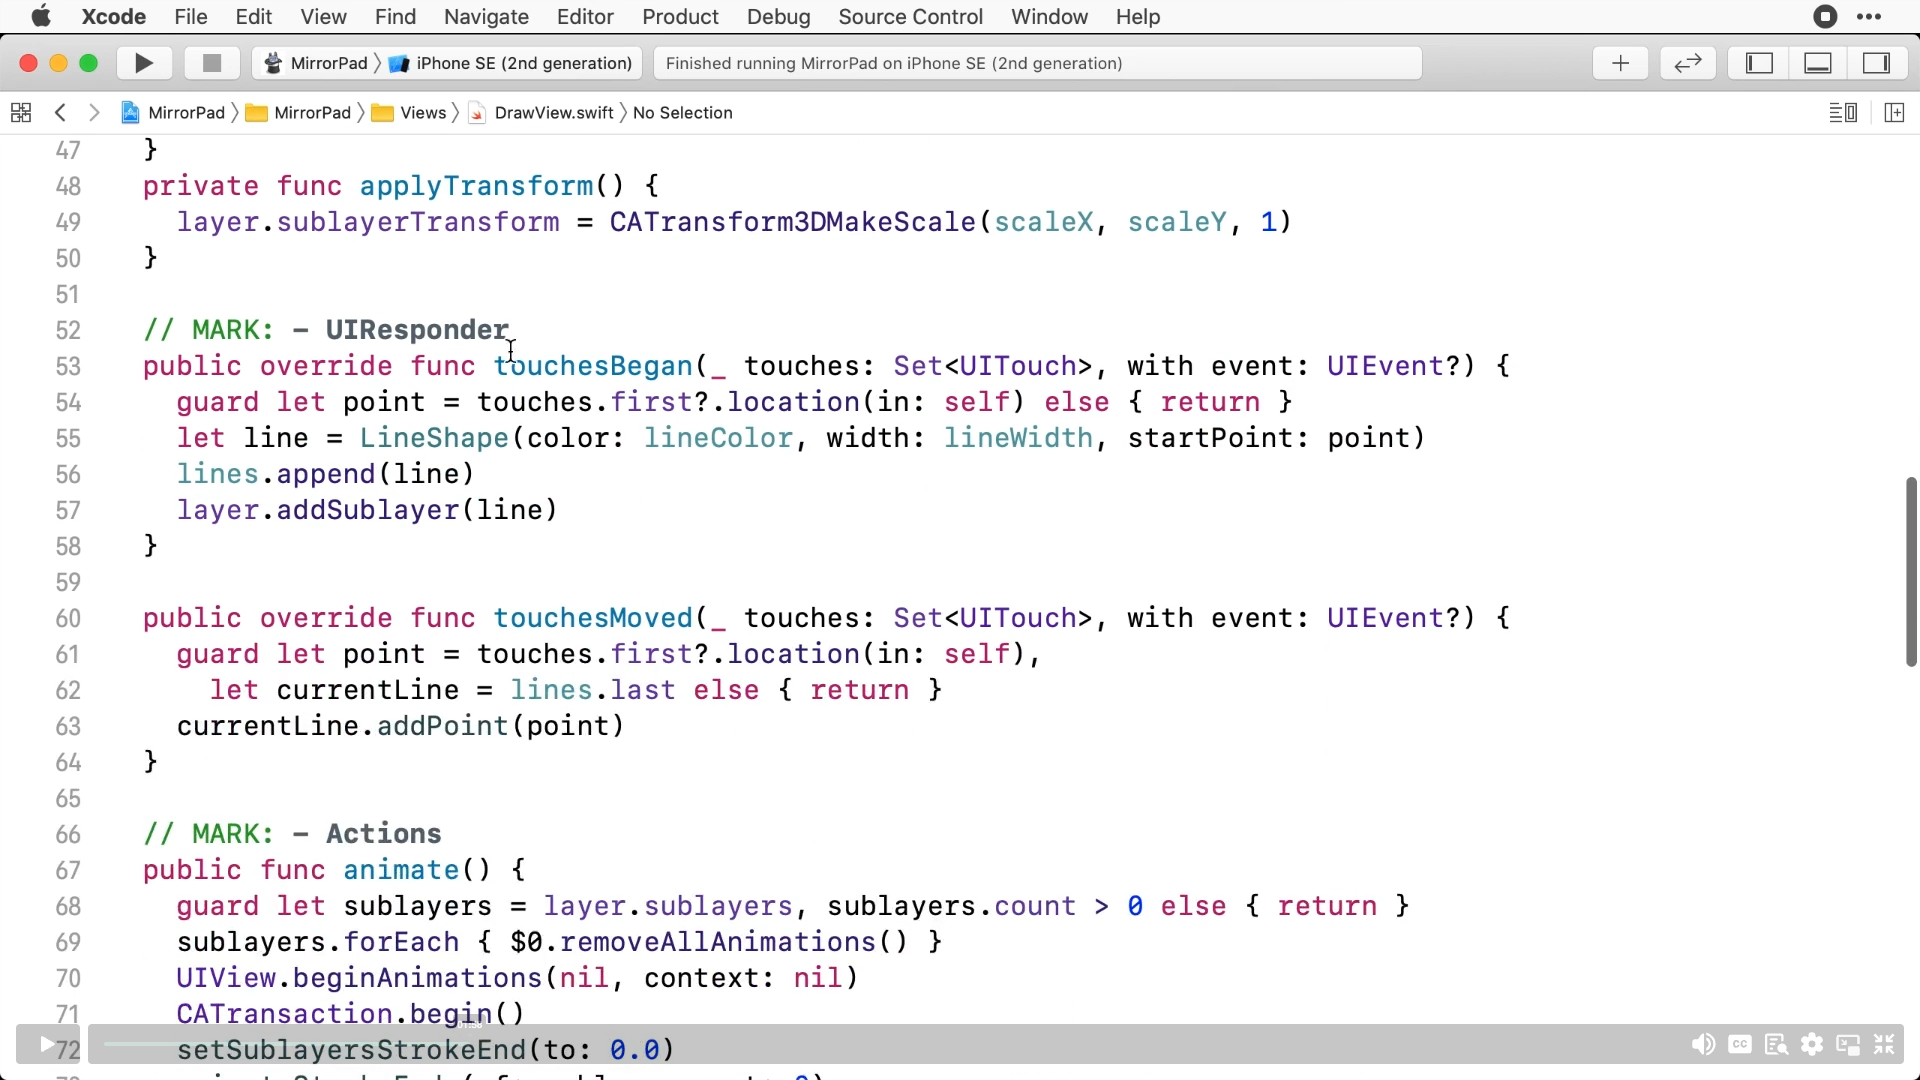 Xcode File Edit View Find Navigate Editor Product Debug Source Control Window Help
MirrorPad 〉 iPhone SE (2nd generation) Finished running MirrorPad on iPhone SE (2nd generation)
MirrorPad 〉 MirrorPad 〉 Views 〉 DrawView.swift 〉 No Selection
47 }
48 private func applyTransform() {
49 layer.sublayerTransform = CATransform3DMakeScale(scaleX, scaleY, 1)
50 }
51
52 // MARK: - UIResponder
53 public override func touchesBegan(_ touches: Set<UITouch>, with event: UIEvent?) {
54 guard let point = touches.first?.location(in: self) else { return }
55 let line = LineShape(color: lineColor, width: lineWidth, startPoint: point)
56 lines.append(line)
57 layer.addSublayer(line)
58 }
59
60 public override func touchesMoved(_ touches: Set<UITouch>, with event: UIEvent?) {
61 guard let point = touches.first?.location(in: self),
62 let currentLine = lines.last else { return }
63 currentLine.addPoint(point)
64 }
65
66 // MARK: - Actions
67 public func animate() {
68 guard let sublayers = layer.sublayers, sublayers.count > 0 else { return }
69 sublayers.forEach { $0.removeAllAnimations() }
70 UIView.beginAnimations(nil, context: nil)
71 CATransaction.begin()
72 setSublayersStrokeEnd(to: 0.0)
CC